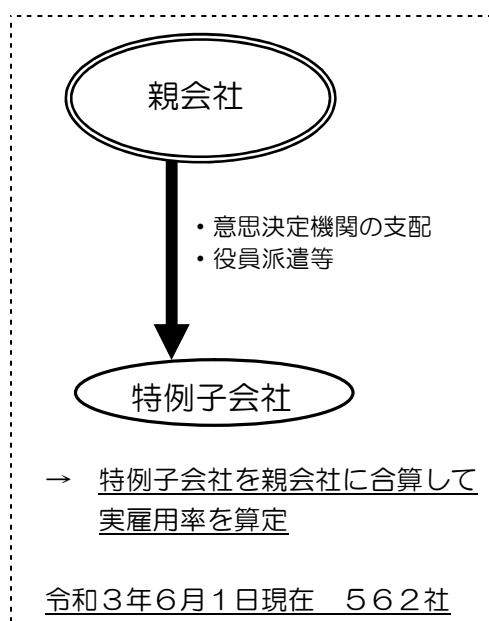 親会社
・意思決定機関の支配
・役員派遣等
特例子会社
→　特例子会社を親会社に合算して
実雇用率を算定
令和３年６月１日現在　５６２社